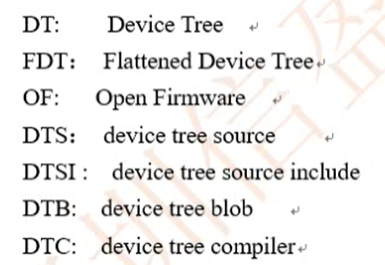 DT: Device Tree
FDT： Flattened Device Tree
OF: Open Firmware
DTS： device tree source
DTSI： device tree source include
DTB: device tree blob
DTC: device tree compiler